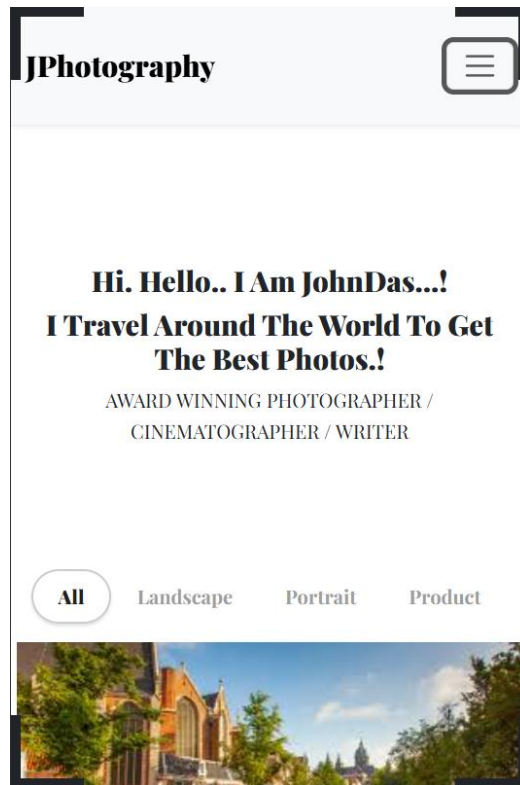 JPhotography
Hi. Hello.. I Am JohnDas...!
I Travel Around The World To Get
The Best Photos.!
AWARD WINNING PHOTOGRAPHER /
CINEMATOGRAPHER / WRITER
All Landscape Portrait Product